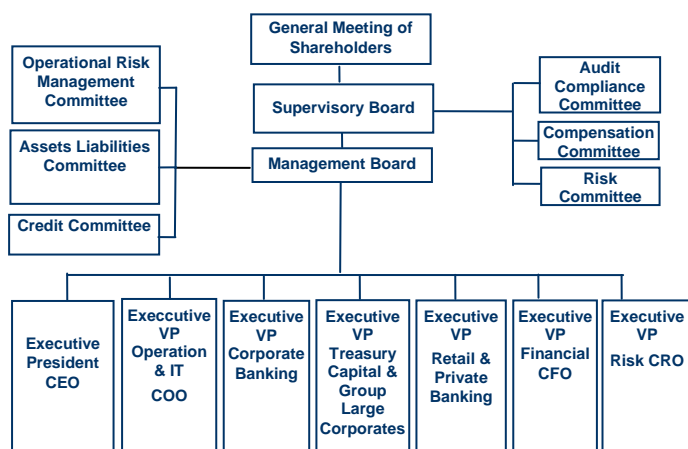 General Meeting of
Shareholders
Operational Risk
Management
Committee
Supervisory Board
Audit
Compliance
Committee
Assets Liabilities
Committee
Management Board
Compensation
Committee
Risk
Committee
Credit Committee
Executive
President
CEO
Execcutive
VP
Operation
& IT
COO
Executive
VP
Corporate
Banking
Executive
VP
Treasury
Capital &
Group
Large
Corporates
Executive
VP
Retail &
Private
Banking
Executive
VP
Financial
CFO
Executive
VP
Risk CRO